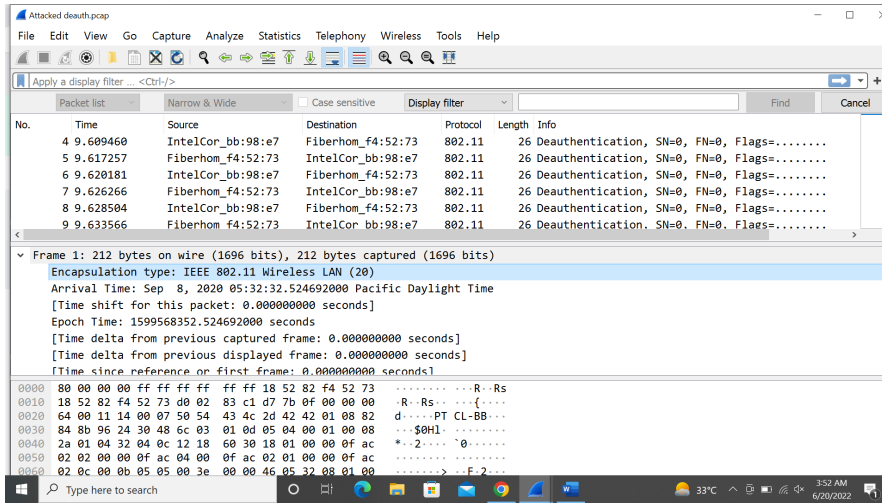 Attacked deauth.pcap
File Edit View Go Capture Analyze Statistics Telephony Wireless Tools Help
Apply a display filter ... <Ctrl-/>
Packet list Narrow & Wide Case sensitive Display filter Find Cancel
No. Time Source Destination Protocol Length Info
4 9.609460 IntelCor_bb:98:e7 Fiberhom_f4:52:73 802.11 26 Deauthentication, SN=0, FN=0, Flags=........
5 9.617257 Fiberhom_f4:52:73 IntelCor_bb:98:e7 802.11 26 Deauthentication, SN=0, FN=0, Flags=........
6 9.620181 IntelCor_bb:98:e7 Fiberhom_f4:52:73 802.11 26 Deauthentication, SN=0, FN=0, Flags=........
7 9.626266 Fiberhom_f4:52:73 IntelCor_bb:98:e7 802.11 26 Deauthentication, SN=0, FN=0, Flags=........
8 9.628504 IntelCor_bb:98:e7 Fiberhom_f4:52:73 802.11 26 Deauthentication, SN=0, FN=0, Flags=........
9 9.633566 Fiberhom_f4:52:73 IntelCor_bb:98:e7 802.11 26 Deauthentication, SN=0, FN=0, Flags=........
Frame 1: 212 bytes on wire (1696 bits), 212 bytes captured (1696 bits)
Encapsulation type: IEEE 802.11 Wireless LAN (20)
Arrival Time: Sep 8, 2020 05:32:32.524692000 Pacific Daylight Time
[Time shift for this packet: 0.000000000 seconds]
Epoch Time: 1599568352.524692000 seconds
[Time delta from previous captured frame: 0.000000000 seconds]
[Time delta from previous displayed frame: 0.000000000 seconds]
[Time since reference or first frame: 0.000000000 seconds]
0000 80 00 00 00 ff ff ff ff ff ff 18 52 82 f4 52 73 ········ ···R··Rs
0010 18 52 82 f4 52 73 d0 02 83 c1 d7 7b 0f 00 00 00 ·R··Rs·· ···{····
0020 64 00 11 14 00 07 50 54 43 4c 2d 42 42 01 08 82 d·····PT CL-BB···
0030 84 8b 96 24 30 48 6c 03 01 0d 05 04 00 01 00 08 ···$0Hl· ········
0040 2a 01 04 32 04 0c 12 18 60 30 18 01 00 00 0f ac *··2···· `0······
0050 02 02 00 00 0f ac 04 00 0f ac 02 01 00 00 0f ac ········ ········
0060 02 0c 00 0b 05 05 00 3e 00 00 46 05 32 08 01 00 ·······> ··F·2···
Type here to search 33°C 3:52 AM
6/20/2022